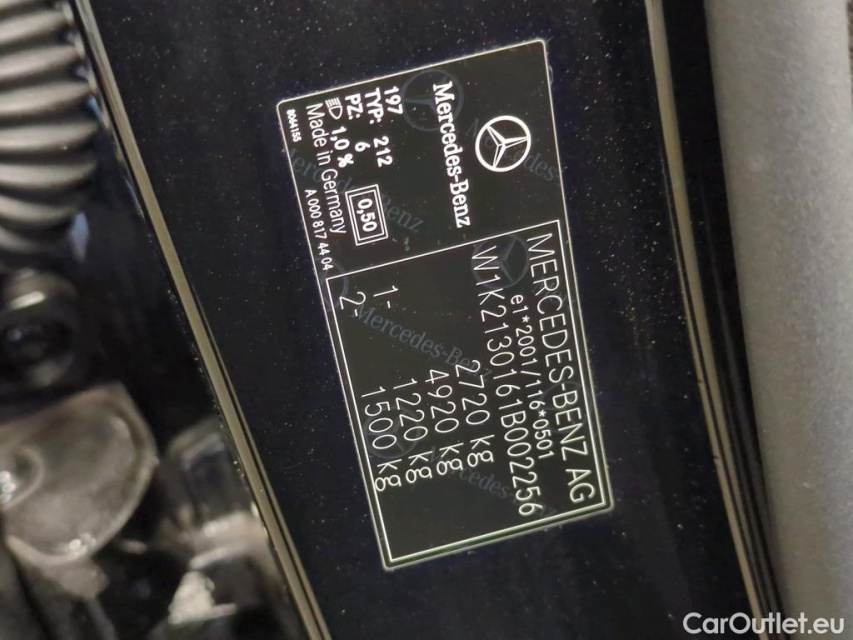 Mercedes-Benz
197
TYP: 212
PZ: 6
1,0 %
0,50
Made in Germany
8064155
A 000 817 44 04
MERCEDES-BENZ AG
e1*2001/116*0501
W1K2130161B002256
2720 kg
4920 kg
1- 1220 kg
2- 1500 kg
CarOutlet.eu